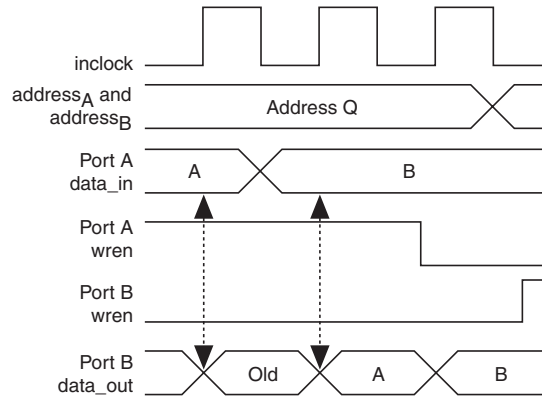 inclock
addressA and
addressB
Address Q
Port A
data_in
A
B
Port A
wren
Port B
wren
Port B
data_out
Old
A
B